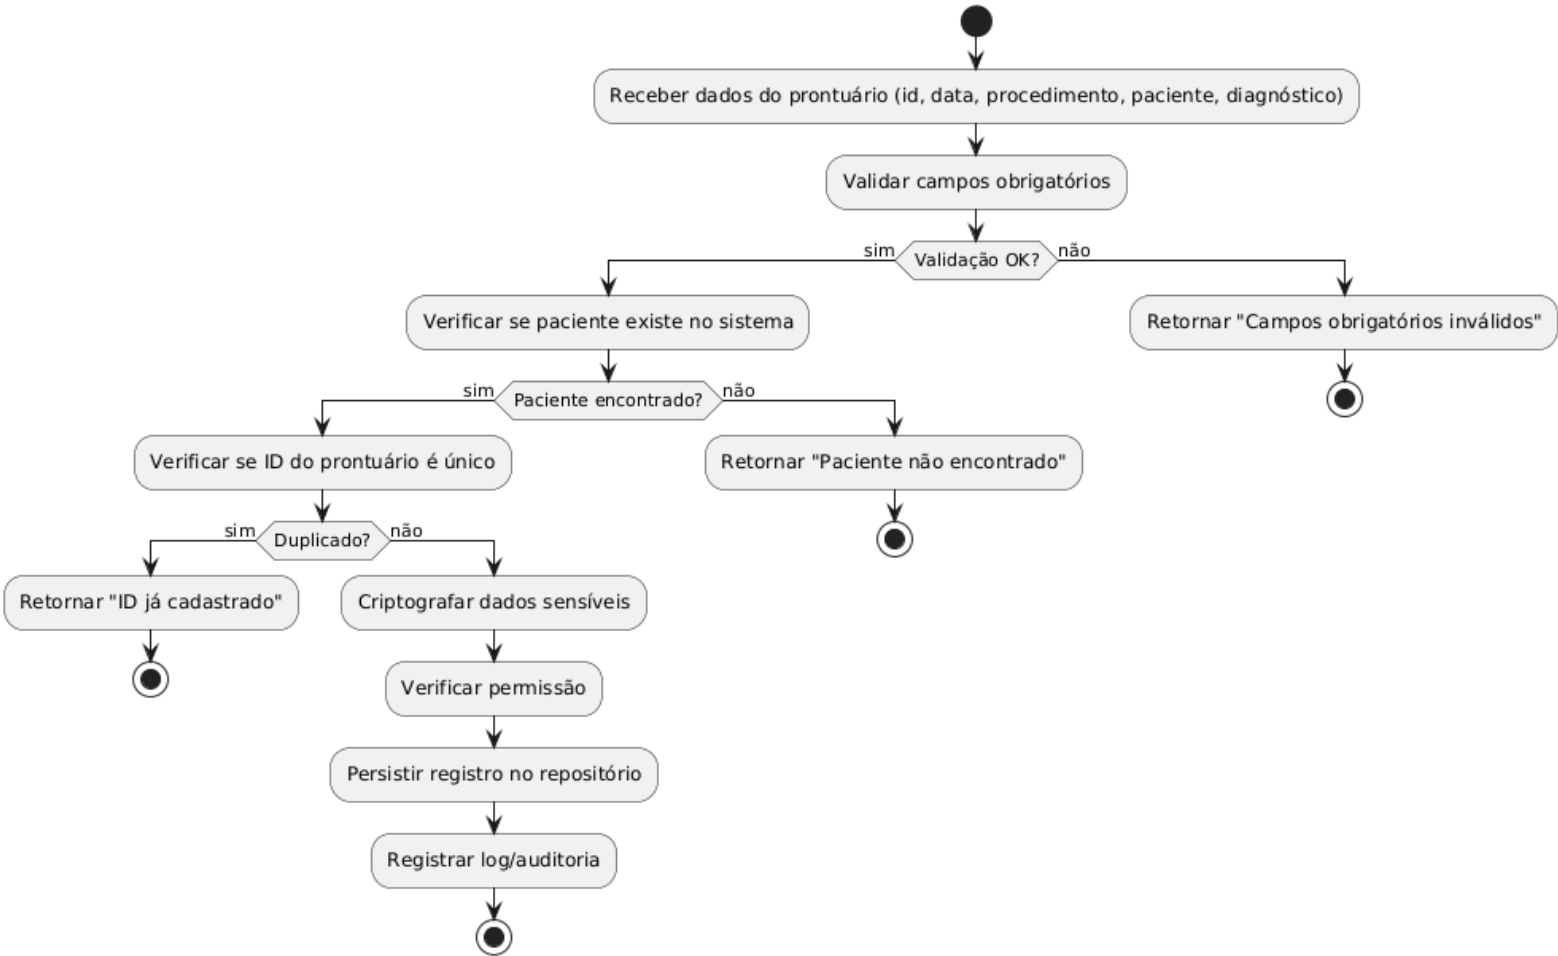 Receber dados do prontuário (id, data, procedimento, paciente, diagnóstico)
Validar campos obrigatórios
sim
Validação OK?
não
Verificar se paciente existe no sistema
Retornar "Campos obrigatórios inválidos"
sim
Paciente encontrado?
não
Verificar se ID do prontuário é único
Retornar "Paciente não encontrado"
sim
Duplicado?
não
Retornar "ID já cadastrado"
Criptografar dados sensíveis
Verificar permissão
Persistir registro no repositório
Registrar log/auditoria